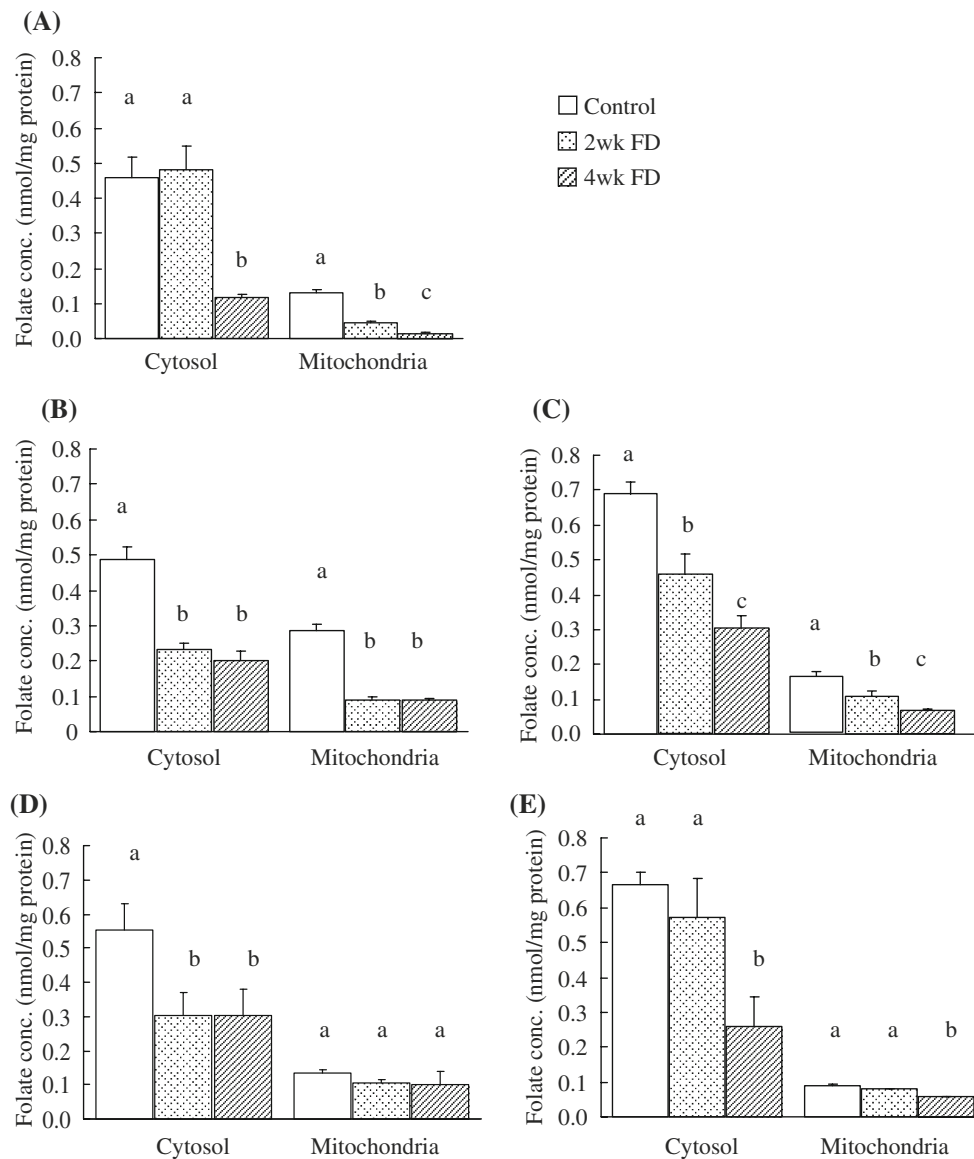 (A)
Folate conc. (nmol/mg protein)
0.8
0.7
0.6
0.5
0.4
0.3
0.2
0.1
0.0
a a b a b c
Cytosol Mitochondria
Control
2wk FD
4wk FD
(B)
Folate conc. (nmol/mg protein)
0.8
0.7
0.6
0.5
0.4
0.3
0.2
0.1
0
a b b a b b
Cytosol Mitochondria
(C)
Folate conc. (nmol/mg protein)
0.8
0.7
0.6
0.5
0.4
0.3
0.2
0.1
0.0
a b c a b c
Cytosol Mitochondria
(D)
Folate conc. (nmol/mg protein)
0.8
0.7
0.6
0.5
0.4
0.3
0.2
0.1
0.0
a b b a a a
Cytosol Mitochondria
(E)
Folate conc. (nmol/mg protein)
0.8
0.7
0.6
0.5
0.4
0.3
0.2
0.1
0.0
a a b a a b
Cytosol Mitochondria